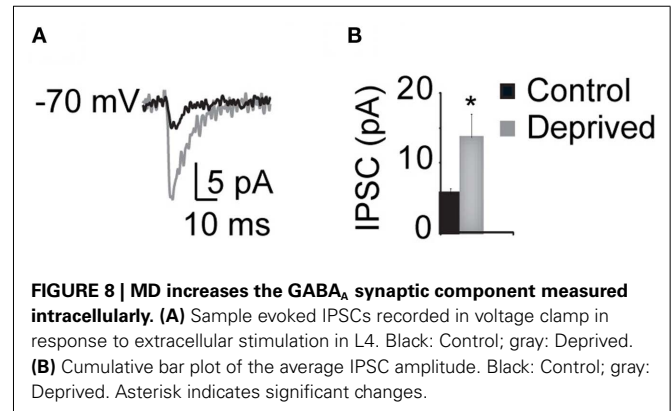 A
B
-70 mV
5 pA
10 ms
IPSC (pA)
20
10
0
*
Control
Deprived
FIGURE 8 | MD increases the GABAA synaptic component measured
intracellularly. (A) Sample evoked IPSCs recorded in voltage clamp in
response to extracellular stimulation in L4. Black: Control; gray: Deprived.
(B) Cumulative bar plot of the average IPSC amplitude. Black: Control; gray:
Deprived. Asterisk indicates significant changes.